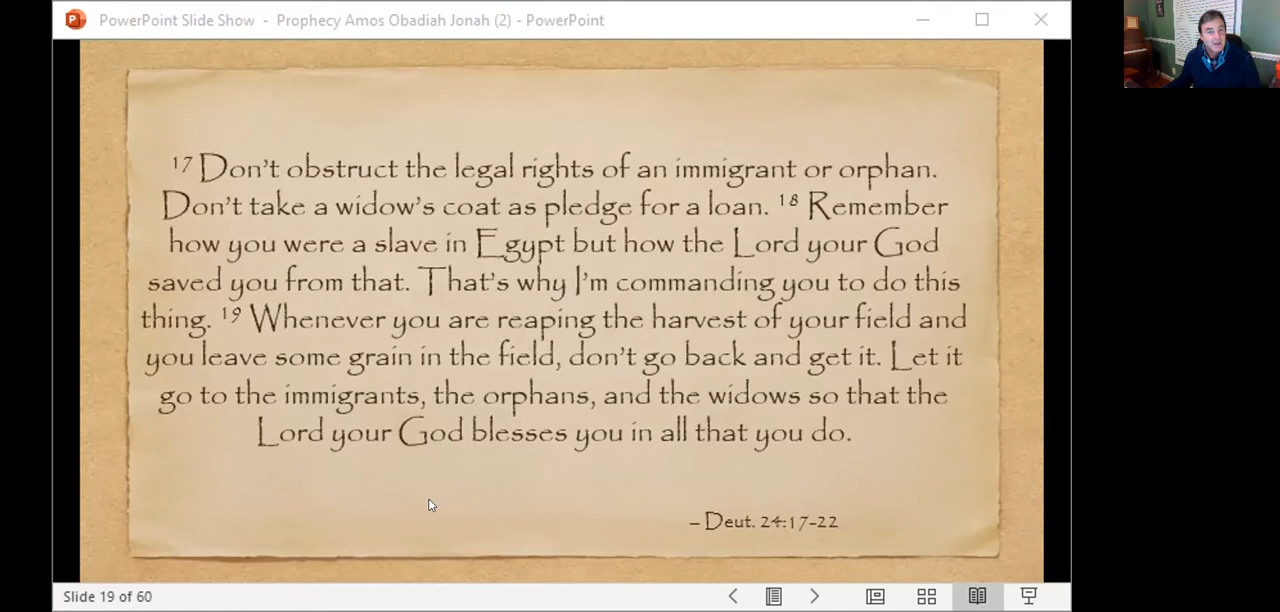 PowerPoint Slide Show - Prophecy Amos Obadiah Jonah (2) - PowerPoint
17 Don't obstruct the legal rights of an immigrant or orphan.
Don't take a widow's coat as pledge for a loan. 18 Remember
how you were a slave in Egypt but how the Lord your God
saved you from that. That's why I'm commanding you to do this
thing. 19 Whenever you are reaping the harvest of your field and
you leave some grain in the field, don't go back and get it. Let it
go to the immigrants, the orphans, and the widows so that the
Lord your God blesses you in all that you do.
– Deut. 24:17-22
Slide 19 of 60